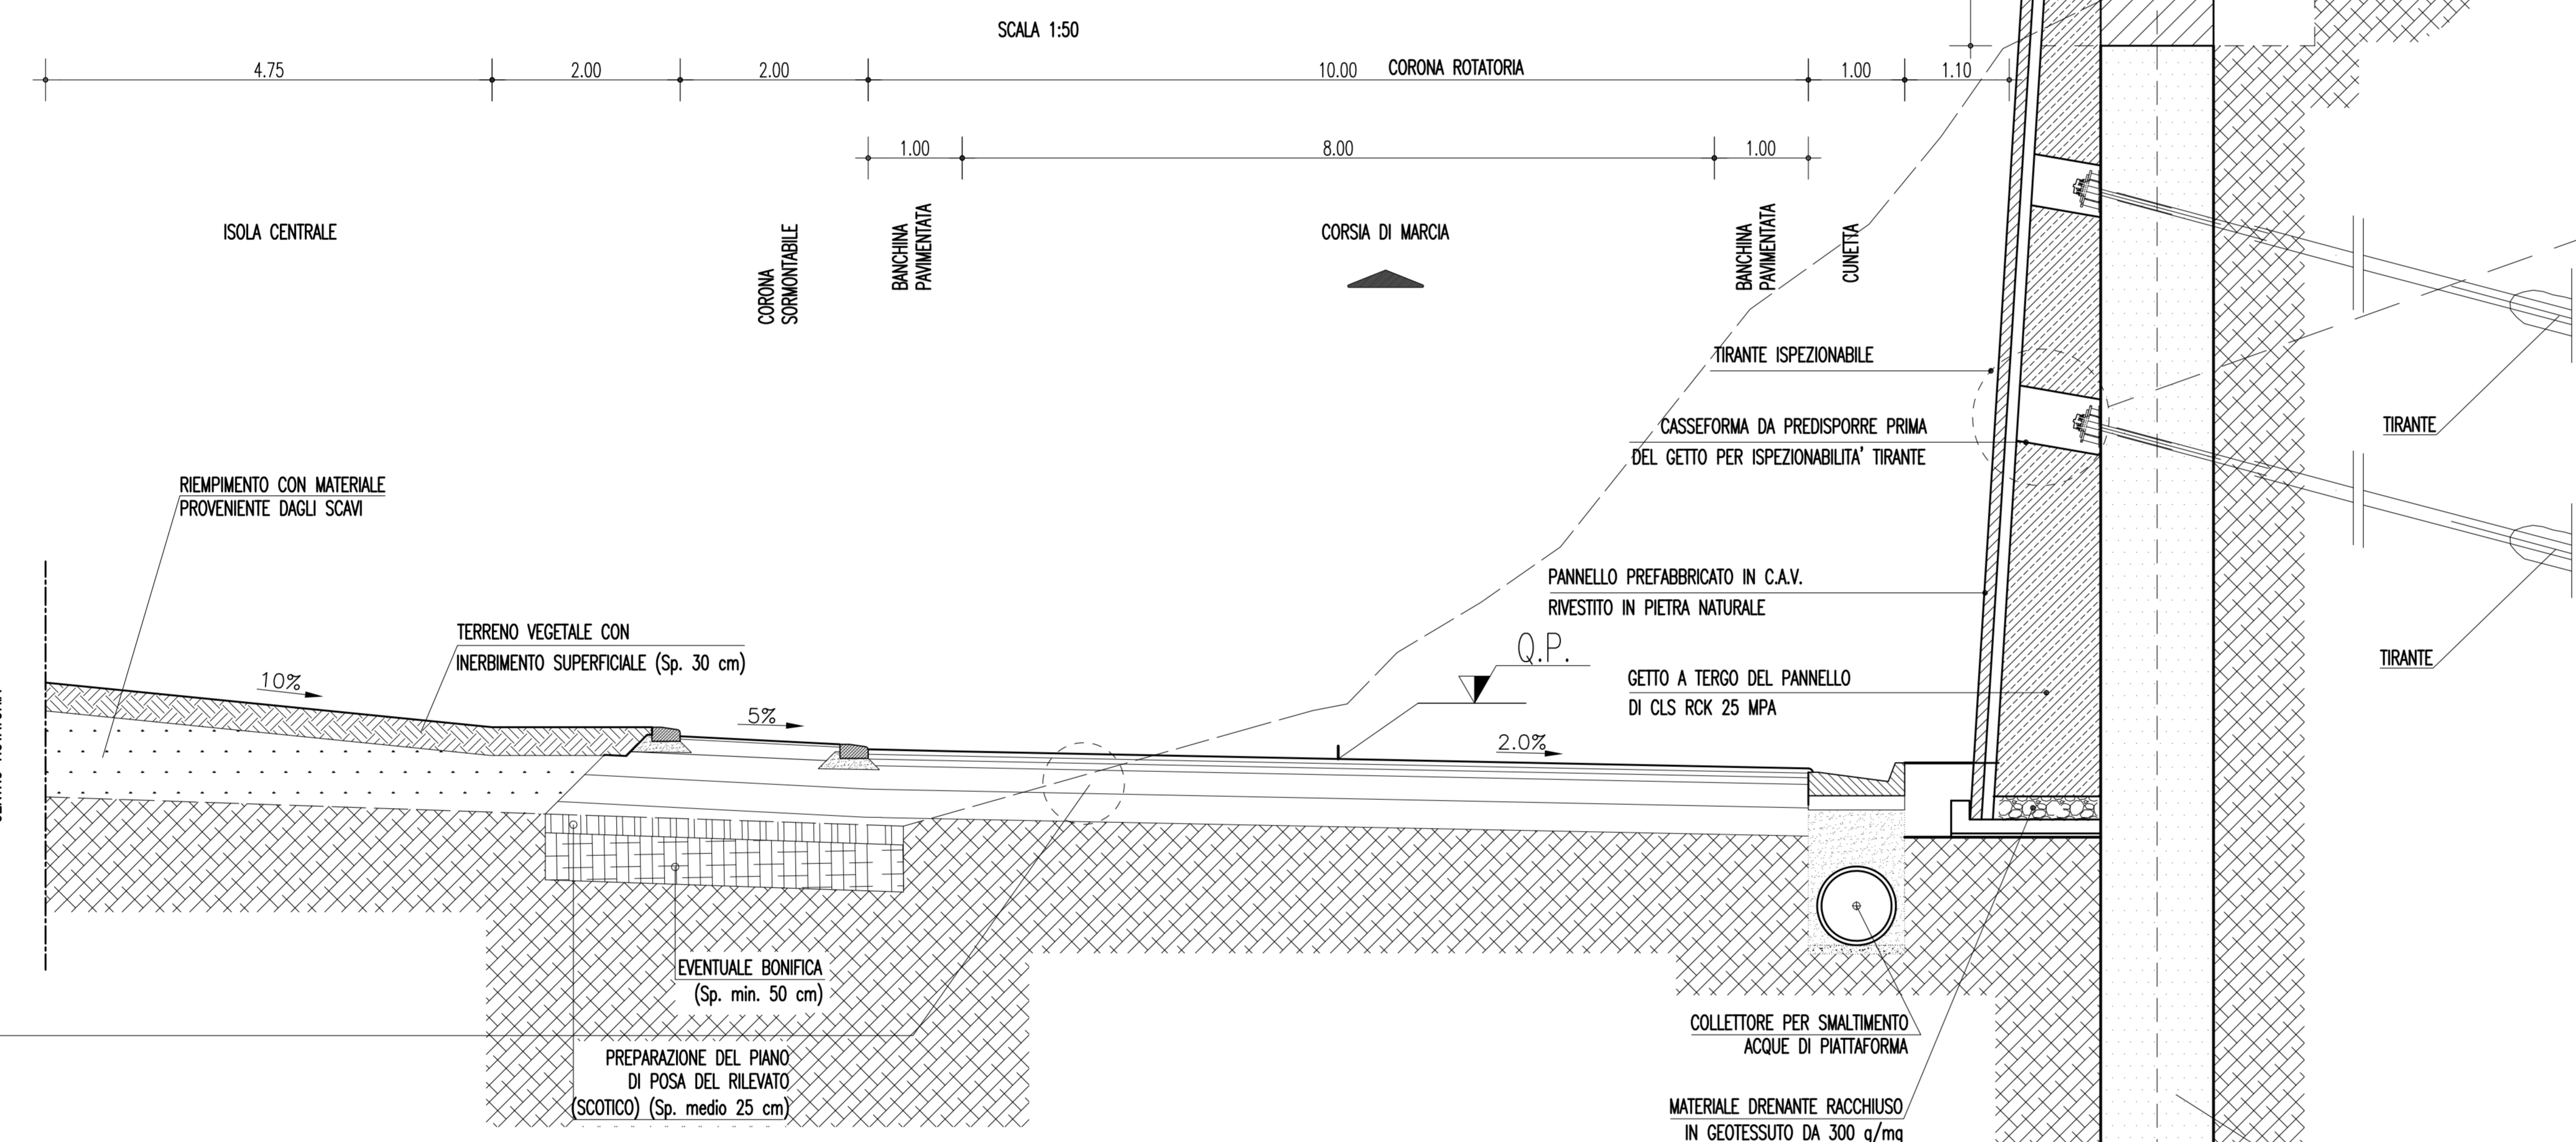 SCALA 1:50
4.75
2.00
2.00
10.00
CORONA ROTATORIA
1.00
1.10
1.00
8.00
1.00
ISOLA CENTRALE
CORONA
SORMONTABILE
BANCHINA
PAVIMENTATA
CORSIA DI MARCIA
BANCHINA
PAVIMENTATA
CUNETTA
TIRANTE ISPEZIONABILE
CASSEFORMA DA PREDISPORRE PRIMA
DEL GETTO PER ISPEZIONABILITA' TIRANTE
TIRANTE
RIEMPIMENTO CON MATERIALE
PROVENIENTE DAGLI SCAVI
PANNELLO PREFABBRICATO IN C.A.V.
RIVESTITO IN PIETRA NATURALE
TERRENO VEGETALE CON
INERBIMENTO SUPERFICIALE (Sp. 30 cm)
Q.P.
TIRANTE
10%
GETTO A TERGO DEL PANNELLO
DI CLS RCK 25 MPA
5%
2.0%
EVENTUALE BONIFICA
(Sp. min. 50 cm)
COLLETTORE PER SMALTIMENTO
ACQUE DI PIATTAFORMA
PREPARAZIONE DEL PIANO
DI POSA DEL RILEVATO
(SCOTICO) (Sp. medio 25 cm)
MATERIALE DRENANTE RACCHIUSO
IN GEOTESSUTO DA 300 g/mq